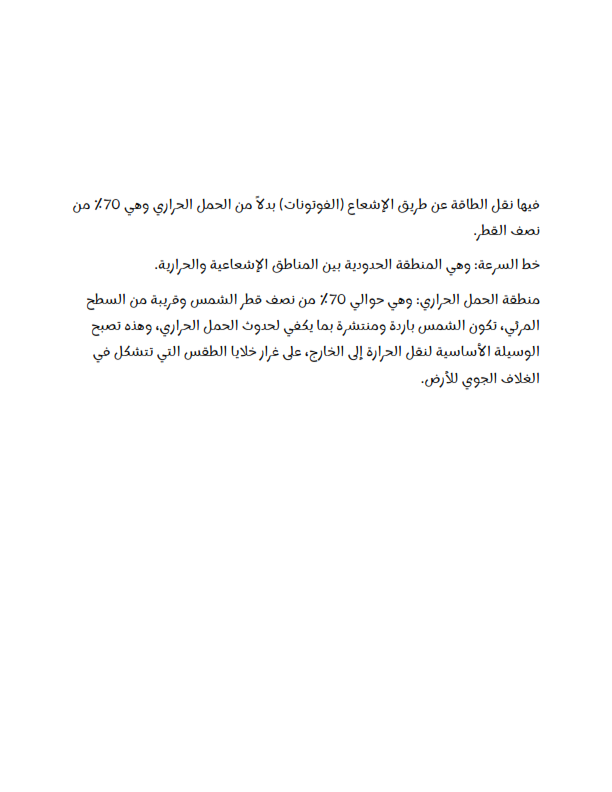 فيها نقل الطاقة عن طريق الإشعاع (الفوتونات) بدلاً من الحمل الحراري وهي 70٪ من
نصف القطر.
خط السرعة: وهي المنطقة الحدودية بين المناطق الإشعاعية والحرارية.
منطقة الحمل الحراري: وهي حوالي 70٪ من نصف قطر الشمس وقريبة من السطح
المرئي، تكون الشمس باردة ومنتشرة بما يكفي لحدوث الحمل الحراري، وهذه تصبح
الوسيلة الأساسية لنقل الحرارة إلى الخارج، على غرار خلايا الطقس التي تتشكل في
الغلاف الجوي للأرض.